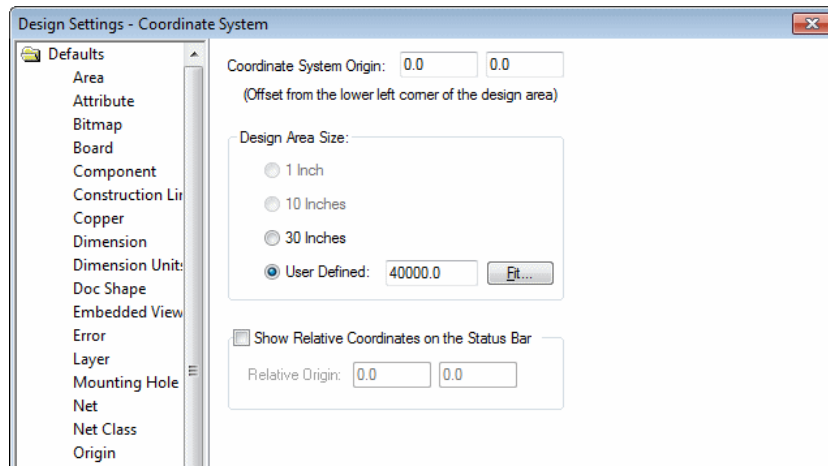 Design Settings - Coordinate System
Defaults
Area
Attribute
Bitmap
Board
Component
Construction Lin
Copper
Dimension
Dimension Units
Doc Shape
Embedded View
Error
Layer
Mounting Hole
Net
Net Class
Origin
Coordinate System Origin: 0.0 0.0
(Offset from the lower left corner of the design area)
Design Area Size:
1 Inch
10 Inches
30 Inches
User Defined: 40000.0 Fit...
Show Relative Coordinates on the Status Bar
Relative Origin: 0.0 0.0